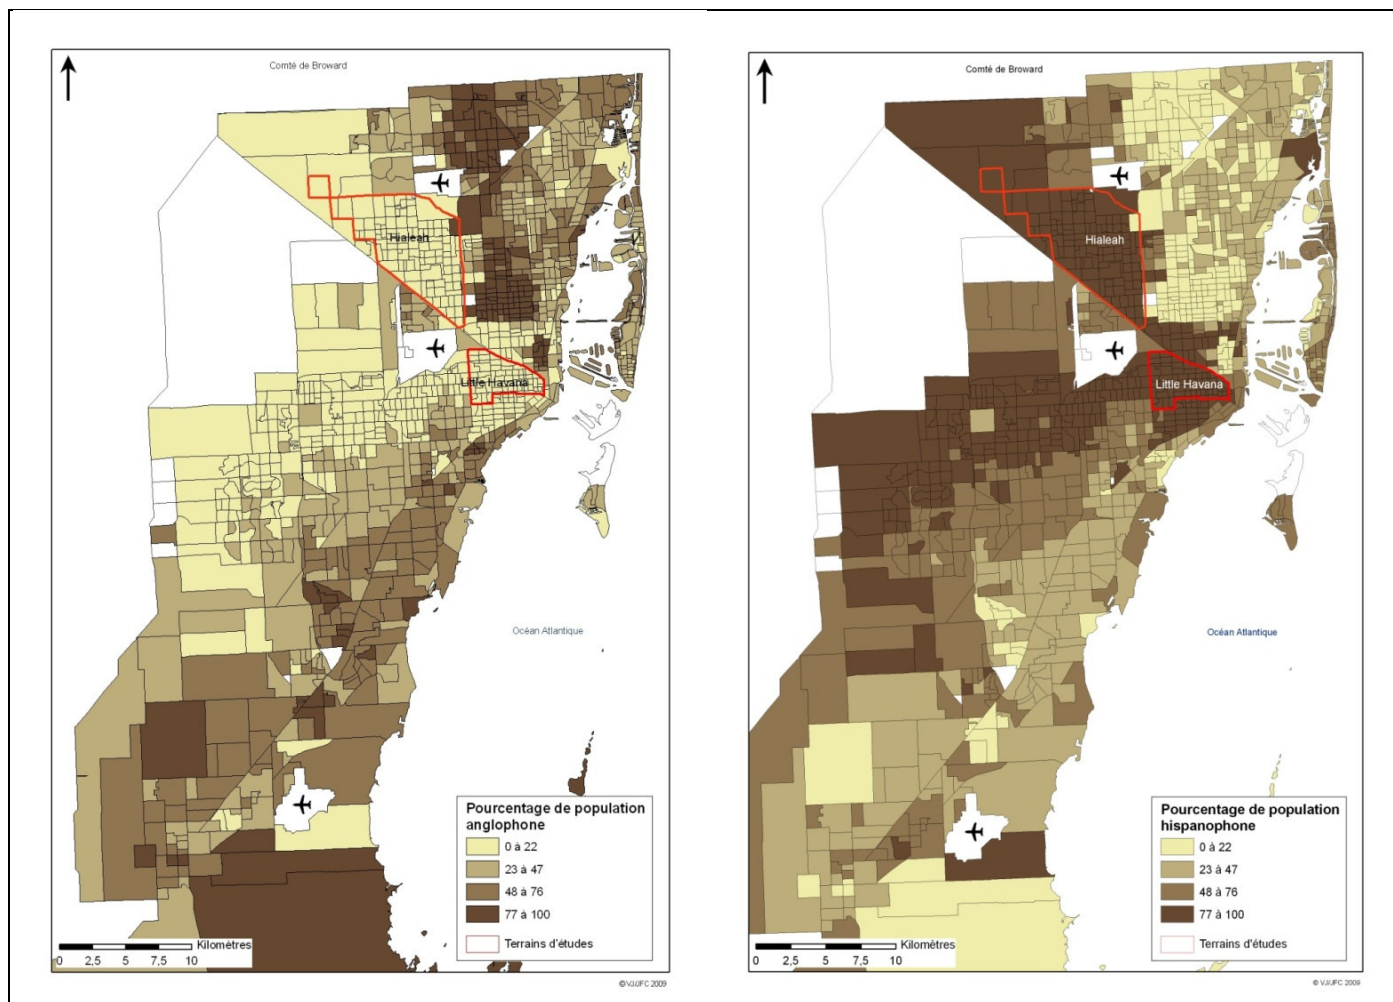 Comté de Broward
Hialeah
Little Havana
Océan Atlantique
Pourcentage de population
anglophone
0 à 22
23 à 47
48 à 76
77 à 100
Terrains d'études
Kilomètres
0 2,5 5 7,5 10
© VJ/JFC 2009
Comté de Broward
Hialeah
Little Havana
Océan Atlantique
Pourcentage de population
hispanophone
0 à 22
23 à 47
48 à 76
77 à 100
Terrains d'études
Kilomètres
0 2,5 5 7,5 10
© VJ/JFC 2009